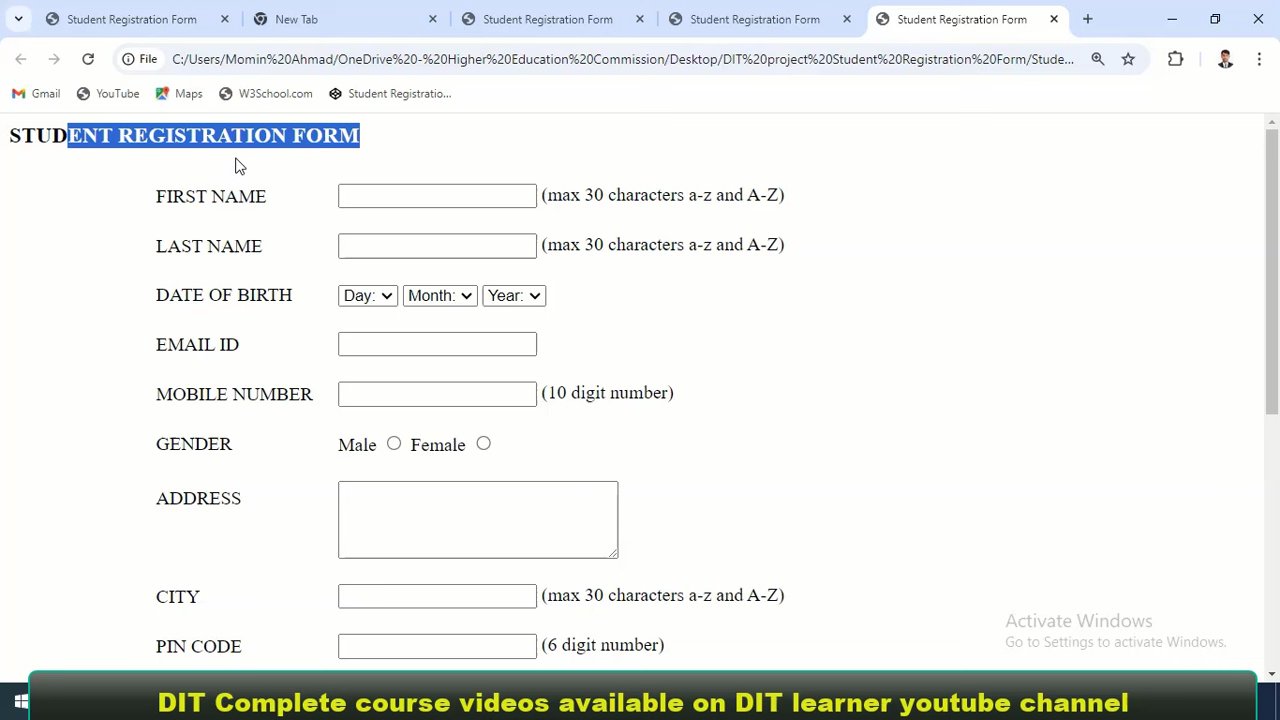 Student Registration Form
New Tab
Student Registration Form
Student Registration Form
Student Registration Form
File
C:/Users/Momin%20Ahmad/OneDrive%20-%20Higher%20Education%20Commission/Desktop/DIT%20project%20Student%20Registration%20Form/Stude...
Gmail
YouTube
Maps
W3School.com
Student Registratio...
STUDENT REGISTRATION FORM
FIRST NAME (max 30 characters a-z and A-Z)
LAST NAME (max 30 characters a-z and A-Z)
DATE OF BIRTH Day: Month: Year:
EMAIL ID
MOBILE NUMBER (10 digit number)
GENDER Male Female
ADDRESS
CITY (max 30 characters a-z and A-Z)
PIN CODE (6 digit number)
Activate Windows
Go to Settings to activate Windows.
DIT Complete course videos available on DIT learner youtube channel